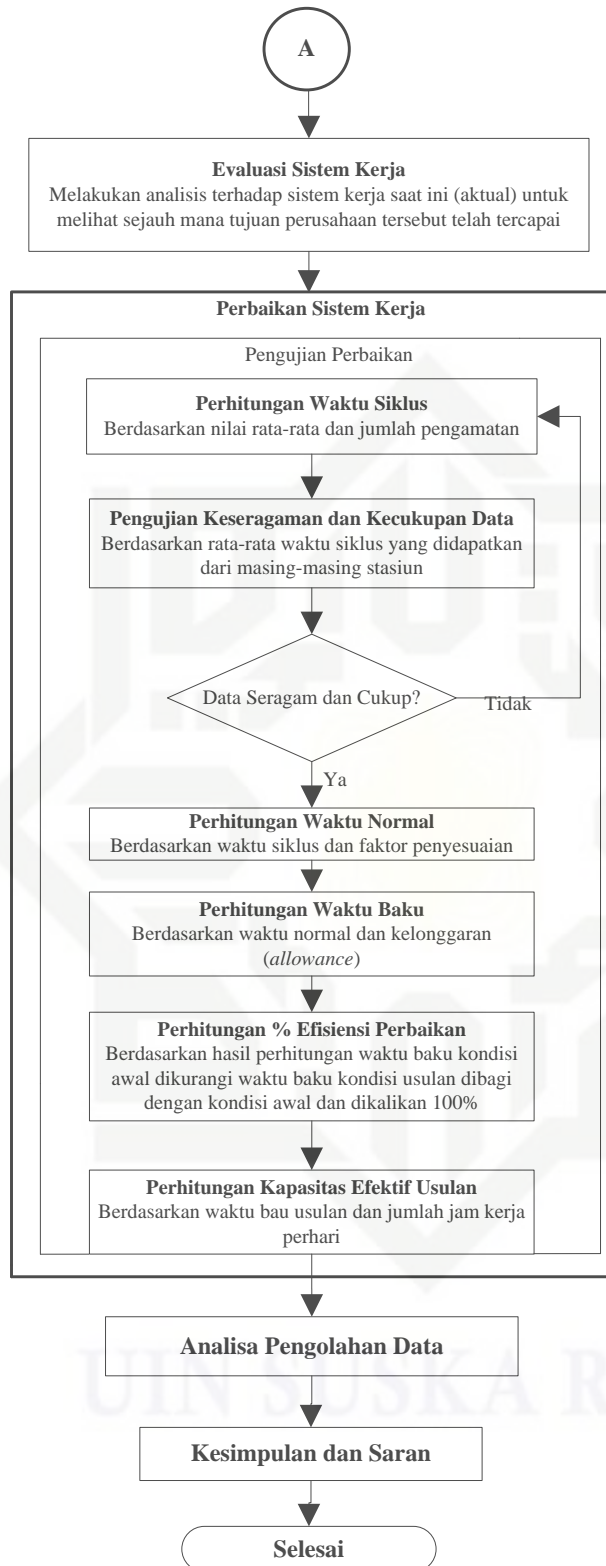 A
Evaluasi Sistem Kerja
Melakukan analisis terhadap sistem kerja saat ini (aktual) untuk
melihat sejauh mana tujuan perusahaan tersebut telah tercapai
Perbaikan Sistem Kerja
Pengujian Perbaikan
Perhitungan Waktu Siklus
Berdasarkan nilai rata-rata dan jumlah pengamatan
Pengujian Keseragaman dan Kecukupan Data
Berdasarkan rata-rata waktu siklus yang didapatkan
dari masing-masing stasiun
Data Seragam dan Cukup?
Tidak
Ya
Perhitungan Waktu Normal
Berdasarkan waktu siklus dan faktor penyesuaian
Perhitungan Waktu Baku
Berdasarkan waktu normal dan kelonggaran
(allowance)
Perhitungan % Efisiensi Perbaikan
Berdasarkan hasil perhitungan waktu baku kondisi
awal dikurangi waktu baku kondisi usulan dibagi
dengan kondisi awal dan dikalikan 100%
Perhitungan Kapasitas Efektif Usulan
Berdasarkan waktu bau usulan dan jumlah jam kerja
perhari
Analisa Pengolahan Data
UIN SUSKA R
Kesimpulan dan Saran
Selesai